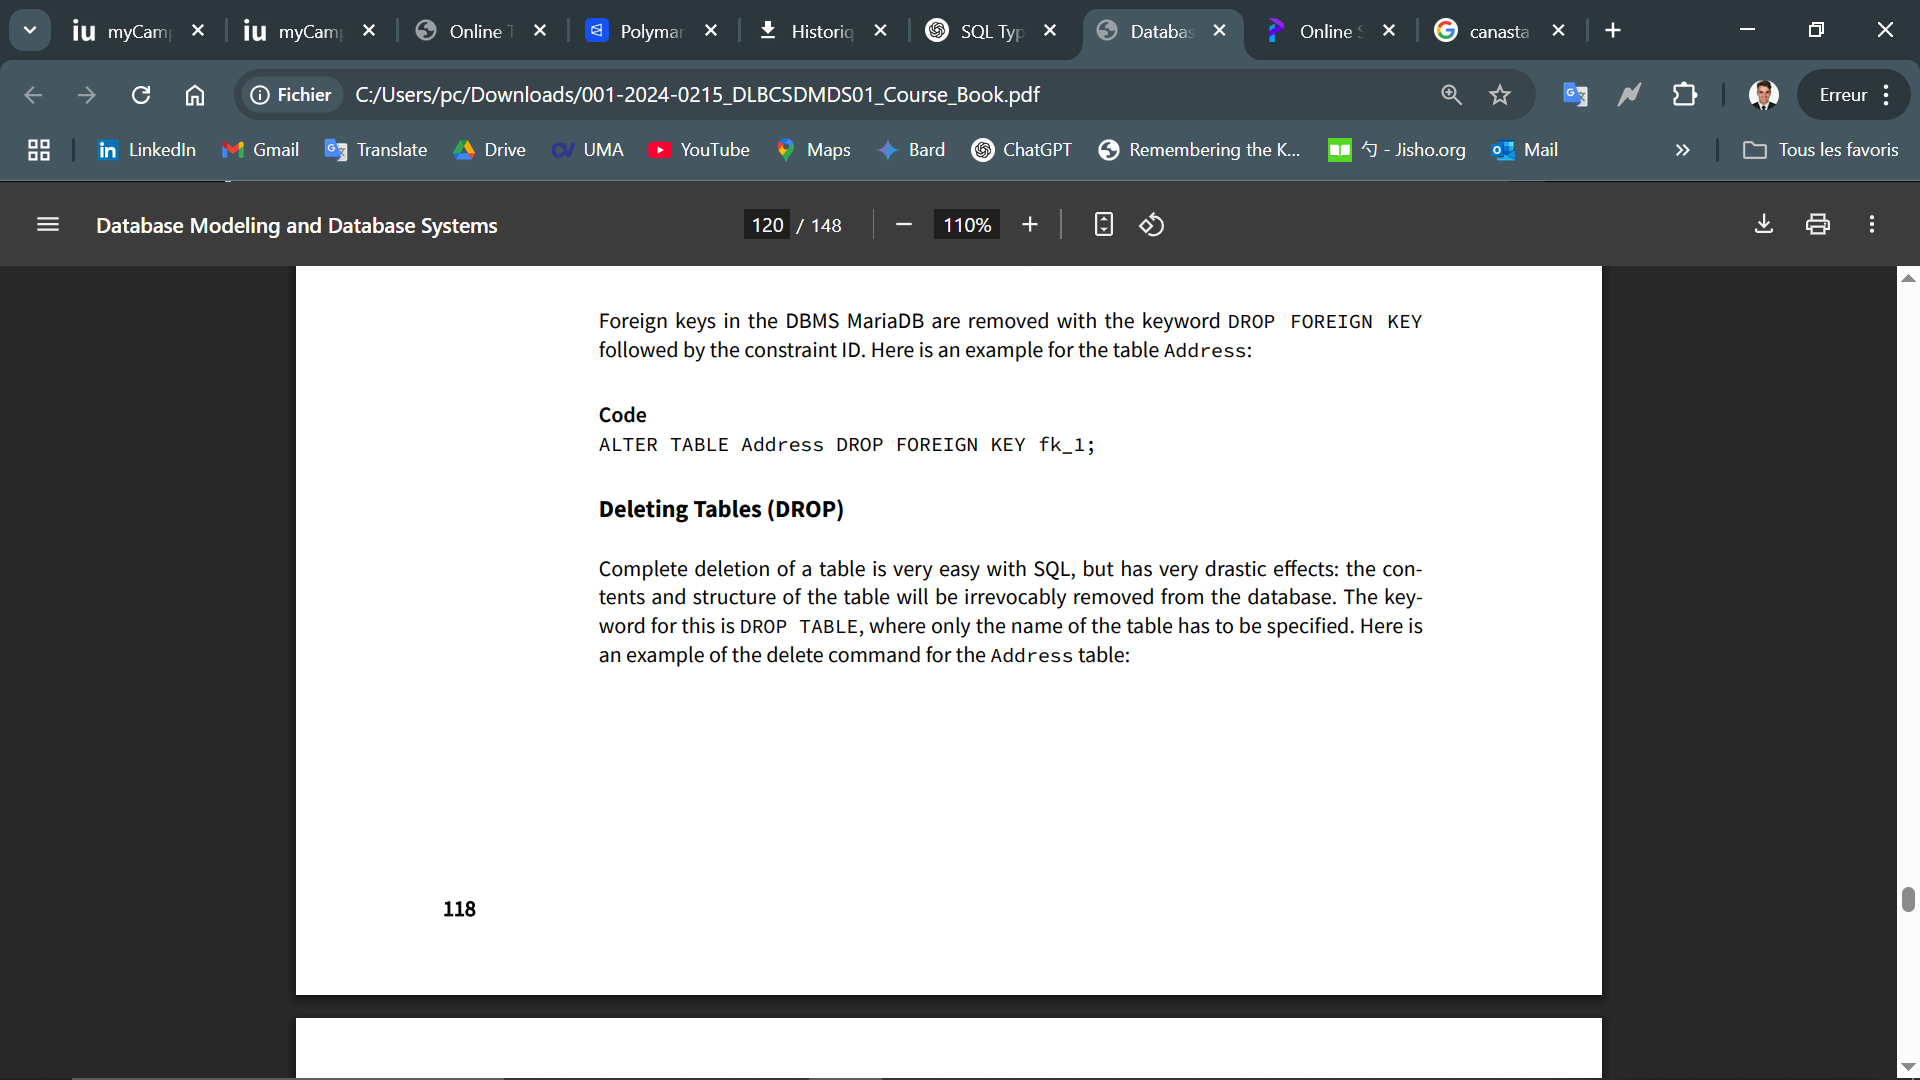 myCam
myCam
Online T
Polymar
Historiq
SQL Typ
Databas
Online S
canasta
Fichier
C:/Users/pc/Downloads/001-2024-0215_DLBCSDMDS01_Course_Book.pdf
Erreur
LinkedIn
Gmail
Translate
Drive
UMA
YouTube
Maps
Bard
ChatGPT
Remembering the K...
勺 - Jisho.org
Mail
Tous les favoris
Database Modeling and Database Systems
120 / 148
110%
Foreign keys in the DBMS MariaDB are removed with the keyword DROP FOREIGN KEY
followed by the constraint ID. Here is an example for the table Address:
Code
ALTER TABLE Address DROP FOREIGN KEY fk_1;
Deleting Tables (DROP)
Complete deletion of a table is very easy with SQL, but has very drastic effects: the con-
tents and structure of the table will be irrevocably removed from the database. The key-
word for this is DROP TABLE, where only the name of the table has to be specified. Here is
an example of the delete command for the Address table:
118